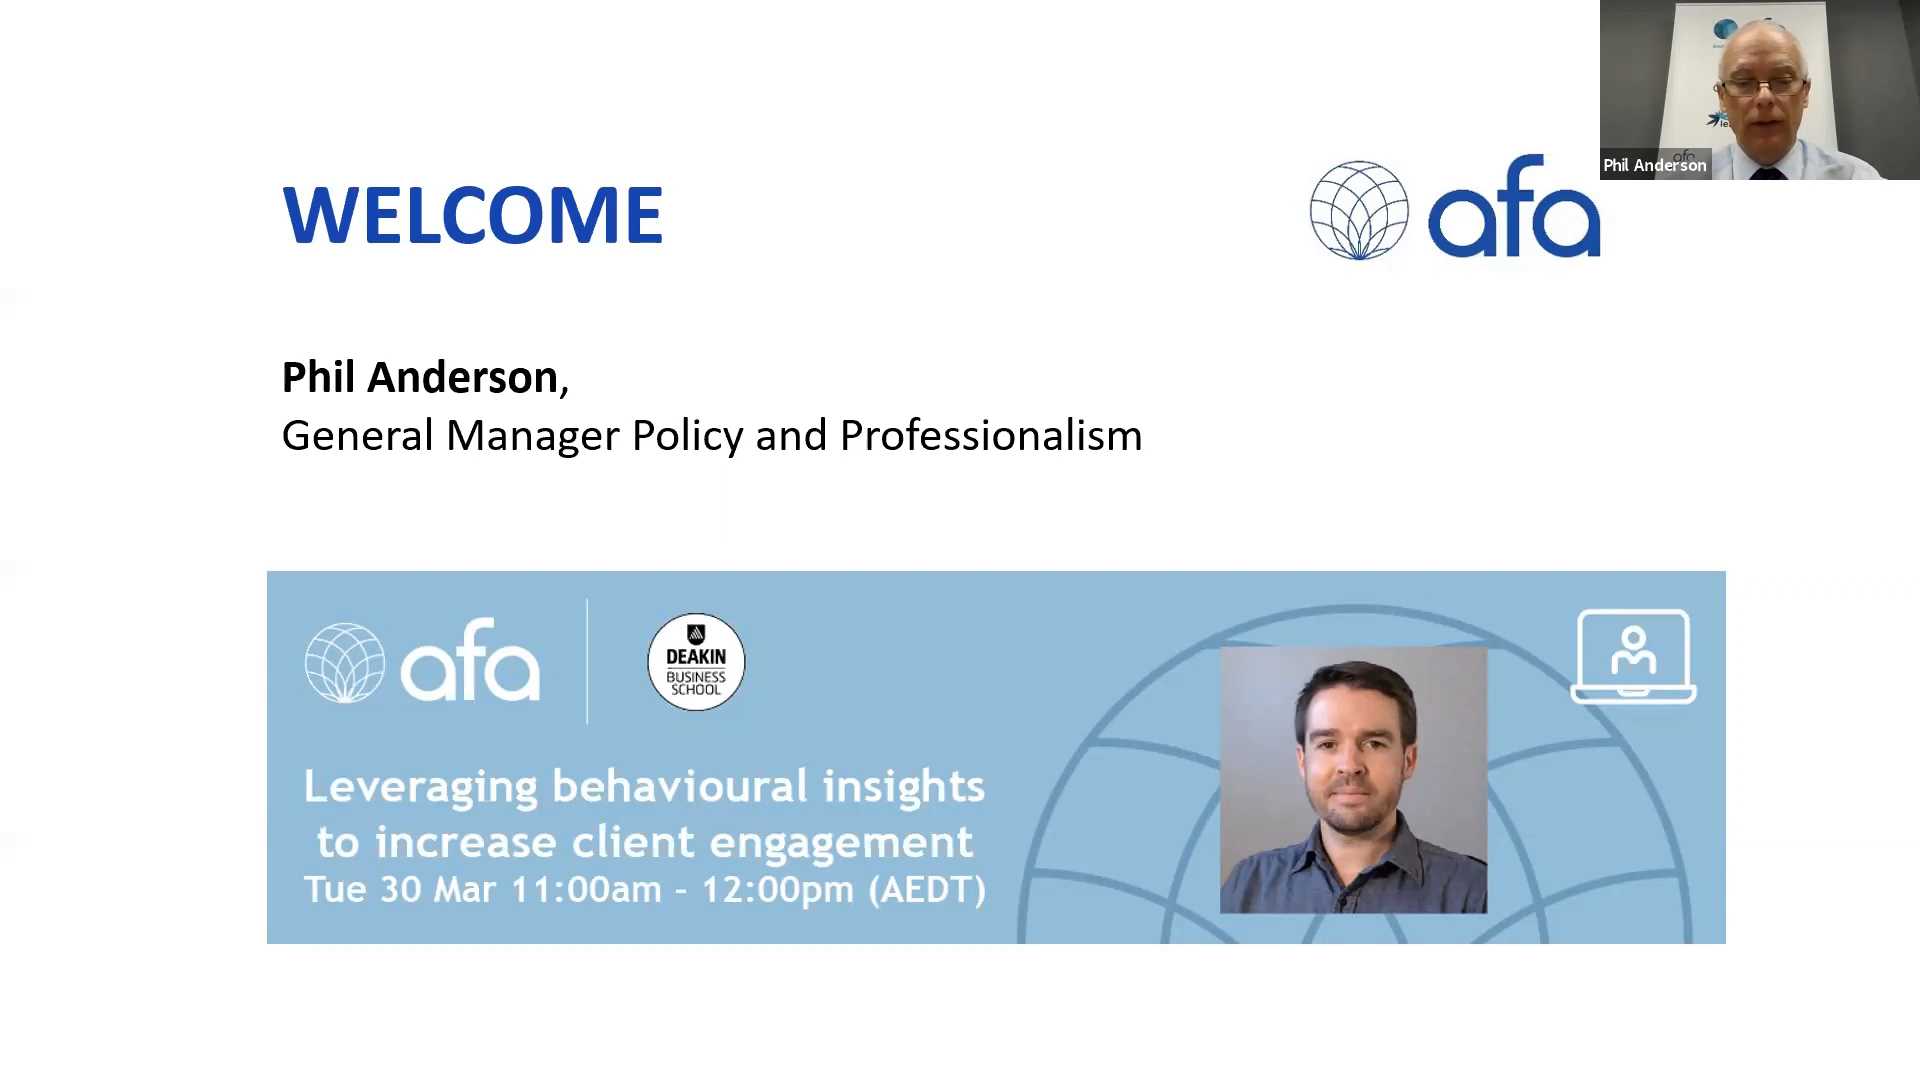 WELCOME
afa
Phil Anderson
Phil Anderson,
General Manager Policy and Professionalism
afa
DEAKIN
BUSINESS
SCHOOL
Leveraging behavioural insights
to increase client engagement
Tue 30 Mar 11:00am - 12:00pm (AEDT)